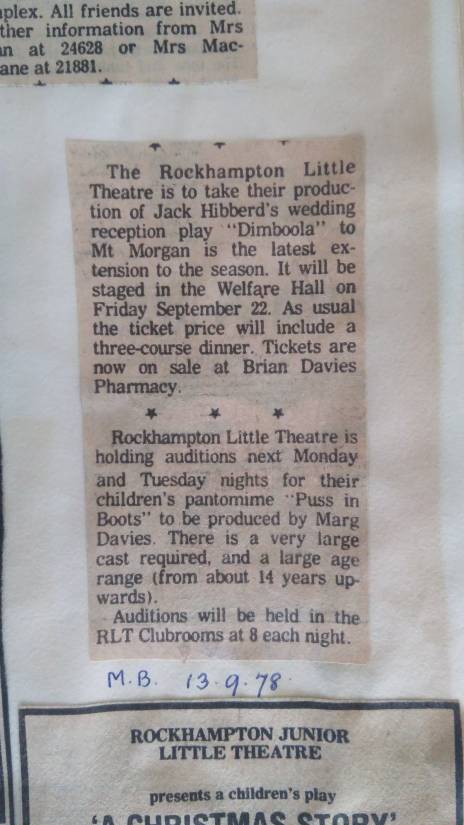 plex. All friends are invited.
ther information from Mrs
at 24628 or Mrs Mac-
ane at 21881.
The Rockhampton Little
Theatre is to take their produc-
tion of Jack Hibberd's wedding
reception play "Dimboola" to
Mt Morgan is the latest ex-
tension to the season. It will be
staged in the Welfare Hall on
Friday September 22. As usual
the ticket price will include a
three-course dinner. Tickets are
now on sale at Brian Davies
Pharmacy.
Rockhampton Little Theatre is
holding auditions next Monday
and Tuesday nights for their
children's pantomime "Puss in
Boots" to be produced by Marg
Davies. There is a very large
cast required, and a large age
range (from about 14 years up-
wards).
Auditions will be held in the
RLT Clubrooms at 8 each night.
M.B. 13.9.78
ROCKHAMPTON JUNIOR
LITTLE THEATRE
presents a children's play
'A CHRISTMAS STORY'